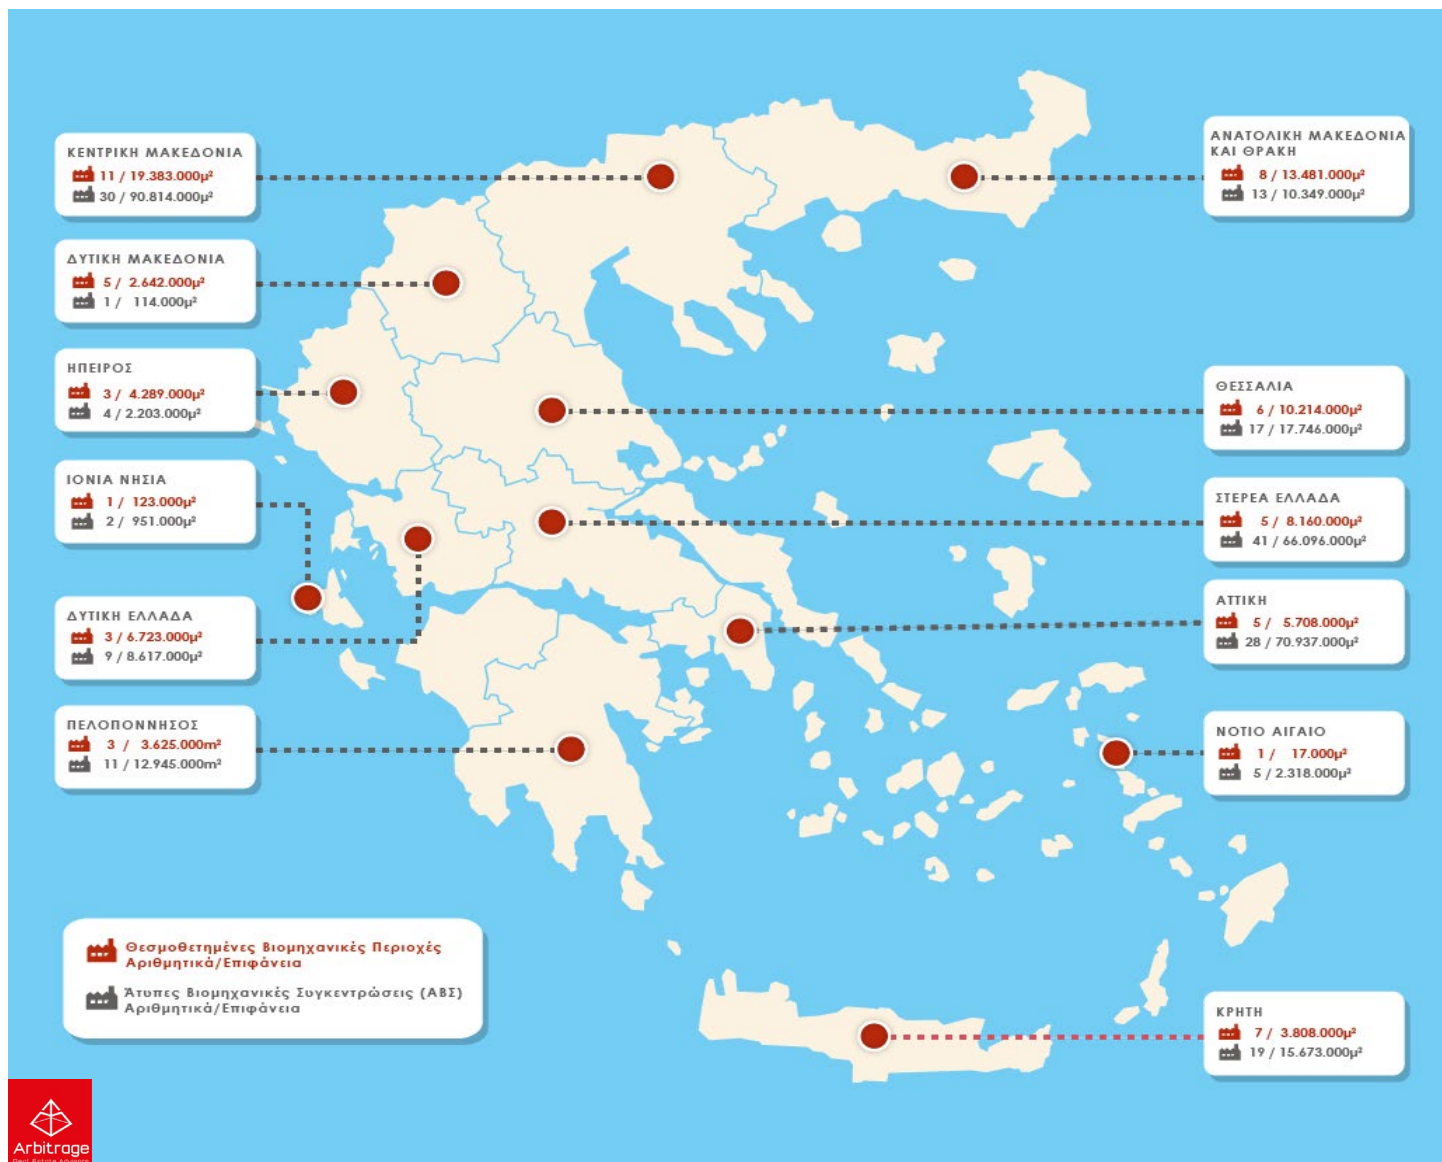 ΚΕΝΤΡΙΚΗ ΜΑΚΕΔΟΝΙΑ
11 / 19.383.000μ²
30 / 90.814.000μ²
ΔΥΤΙΚΗ ΜΑΚΕΔΟΝΙΑ
5 / 2.642.000μ²
1 / 114.000μ²
ΗΠΕΙΡΟΣ
3 / 4.289.000μ²
4 / 2.203.000μ²
ΙΟΝΙΑ ΝΗΣΙΑ
1 / 123.000μ²
2 / 951.000μ²
ΔΥΤΙΚΗ ΕΛΛΑΔΑ
3 / 6.723.000μ²
9 / 8.617.000μ²
ΠΕΛΟΠΟΝΝΗΣΟΣ
3 / 3.625.000m²
11 / 12.945.000m²
ΑΝΑΤΟΛΙΚΗ ΜΑΚΕΔΟΝΙΑ
ΚΑΙ ΘΡΑΚΗ
8 / 13.481.000μ²
13 / 10.349.000μ²
ΘΕΣΣΑΛΙΑ
6 / 10.214.000μ²
17 / 17.746.000μ²
ΣΤΕΡΕΑ ΕΛΛΑΔΑ
5 / 8.160.000μ²
41 / 66.096.000μ²
ΑΤΤΙΚΗ
5 / 5.708.000μ²
28 / 70.937.000μ²
ΝΟΤΙΟ ΑΙΓΑΙΟ
1 / 17.000μ²
5 / 2.318.000μ²
ΚΡΗΤΗ
7 / 3.808.000μ²
19 / 15.673.000μ²
Θεσμοθετημένες Βιομηχανικές Περιοχές
Αριθμητικά/Επιφάνεια
Άτυπες Βιομηχανικές Συγκεντρώσεις (ΑΒΣ)
Αριθμητικά/Επιφάνεια
Arbitrage
Real Estate Advisors